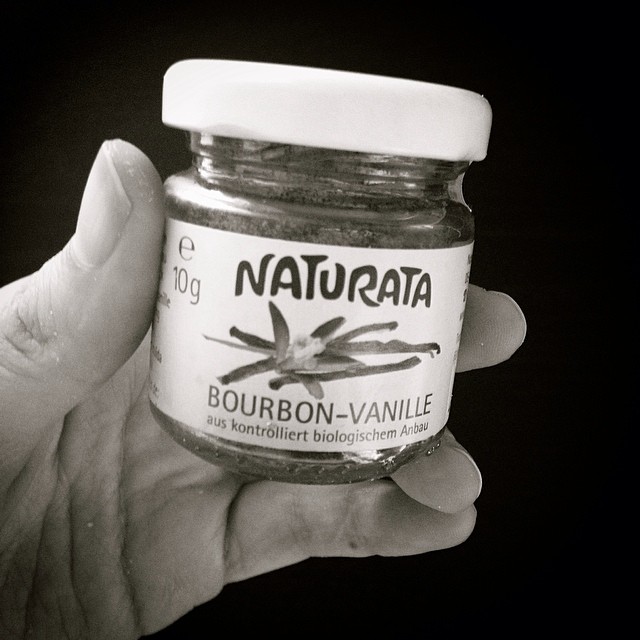 e
10g
NATURATA
BOURBON-VANILLE
aus kontrolliert biologischem Anbau